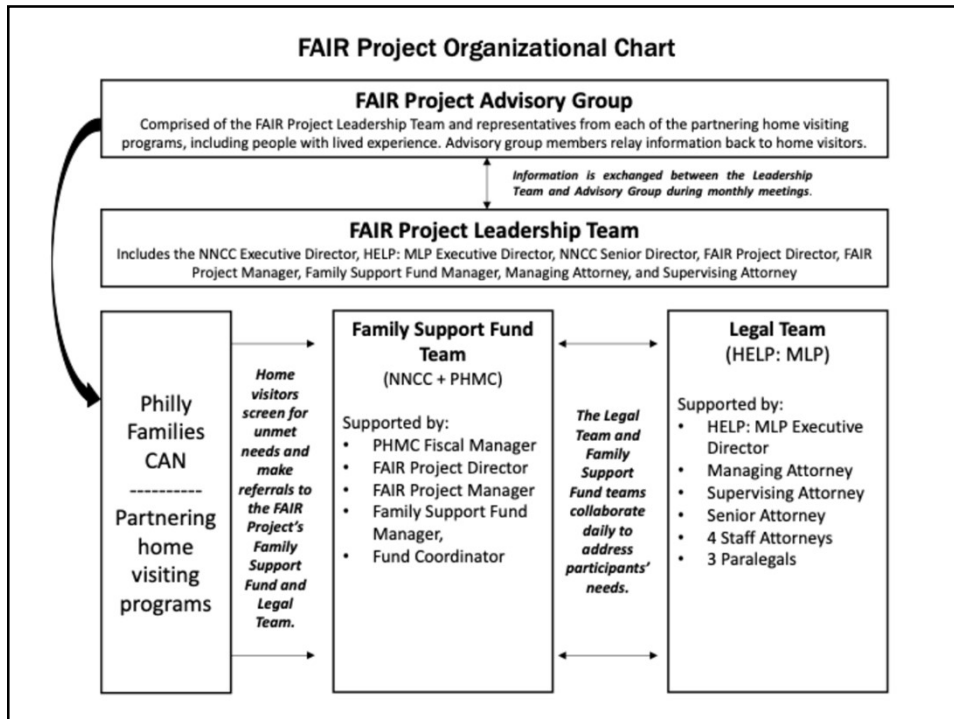 FAIR Project Organizational Chart
FAIR Project Advisory Group
Comprised of the FAIR Project Leadership Team and representatives from each of the partnering home visiting
programs, including people with lived experience. Advisory group members relay information back to home visitors.
Information is exchanged between the Leadership
Team and Advisory Group during monthly meetings.
FAIR Project Leadership Team
Includes the NNCC Executive Director, HELP: MLP Executive Director, NNCC Senior Director, FAIR Project Director, FAIR
Project Manager, Family Support Fund Manager, Managing Attorney, and Supervising Attorney
Philly
Families
CAN
----------
Partnering
home
visiting
programs
Home
visitors
screen for
unmet
needs and
make
referrals to
the FAIR
Project's
Family
Support
Fund and
Legal
Team.
Family Support Fund
Team
(NNCC + PHMC)
Supported by:
• PHMC Fiscal Manager
• FAIR Project Director
• FAIR Project Manager
• Family Support Fund
Manager,
• Fund Coordinator
The Legal
Team and
Family
Support
Fund teams
collaborate
daily to
address
participants'
needs.
Legal Team
(HELP: MLP)
Supported by:
• HELP: MLP Executive
Director
• Managing Attorney
• Supervising Attorney
• Senior Attorney
• 4 Staff Attorneys
• 3 Paralegals